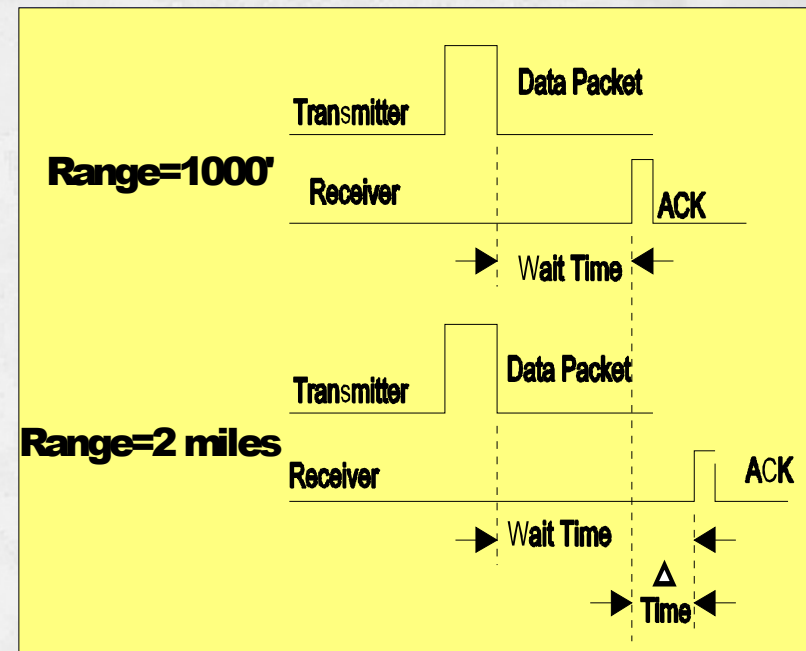 Data Packet
Transmitter
Range=1000'
Receiver
ACK
Wait Time
Data Packet
Transmitter
Range=2 miles
Receiver
ACK
Wait Time
Δ
Time